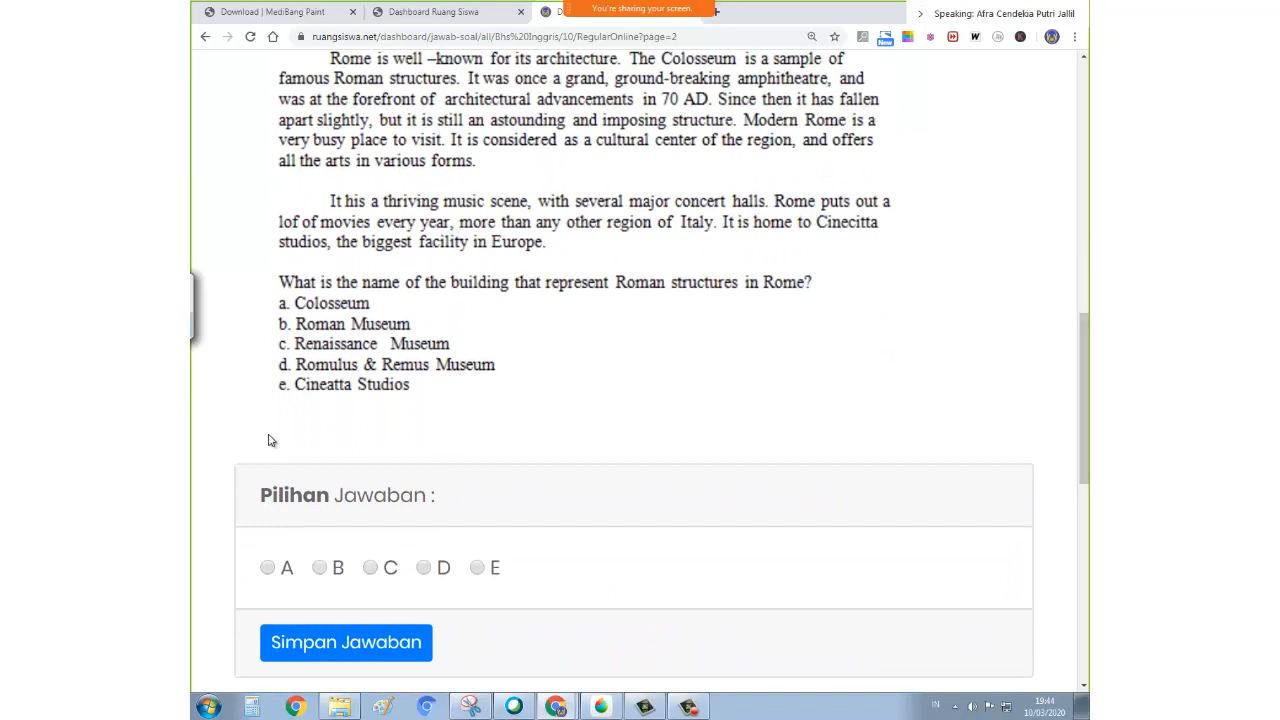 Download | MediBang Paint
Dashboard Ruang Siswa
You're sharing your screen.
Speaking: Afra Cendekia Putri Jallil
ruangsiswa.net/dashboard/jawab-soal/all/Bhs%20Inggris/10/RegularOnline?page=2
New
Rome is well –known for its architecture. The Colosseum is a sample of
famous Roman structures. It was once a grand, ground-breaking amphitheatre, and
was at the forefront of architectural advancements in 70 AD. Since then it has fallen
apart slightly, but it is still an astounding and imposing structure. Modern Rome is a
very busy place to visit. It is considered as a cultural center of the region, and offers
all the arts in various forms.
It his a thriving music scene, with several major concert halls. Rome puts out a
lof of movies every year, more than any other region of Italy. It is home to Cinecitta
studios, the biggest facility in Europe.
What is the name of the building that represent Roman structures in Rome?
a. Colosseum
b. Roman Museum
c. Renaissance Museum
d. Romulus & Remus Museum
e. Cineatta Studios
Pilihan Jawaban :
A B C D E
Simpan Jawaban
IN
19:44
10/03/2020